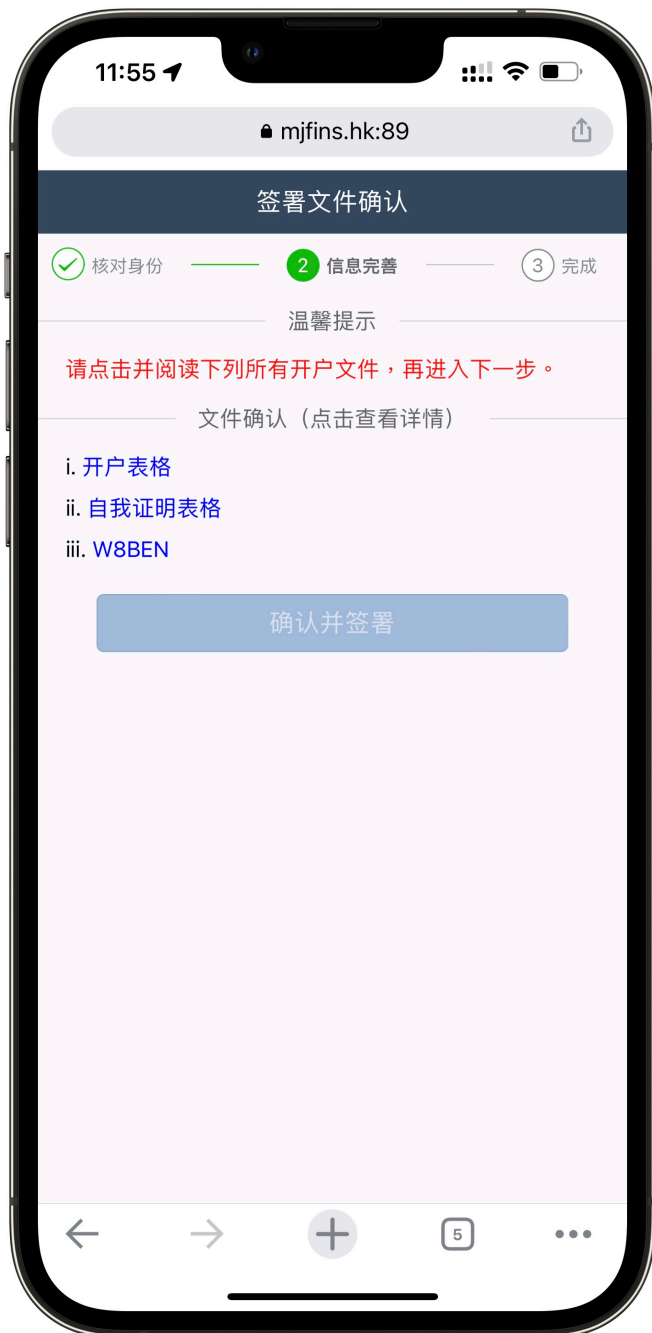 11:55
mjfins.hk:89
签署文件确认
核对身份
2 信息完善
3 完成
温馨提示
请点击并阅读下列所有开户文件，再进入下一步。
文件确认（点击查看详情）
i. 开户表格
ii. 自我证明表格
iii. W8BEN
确认并签署
5